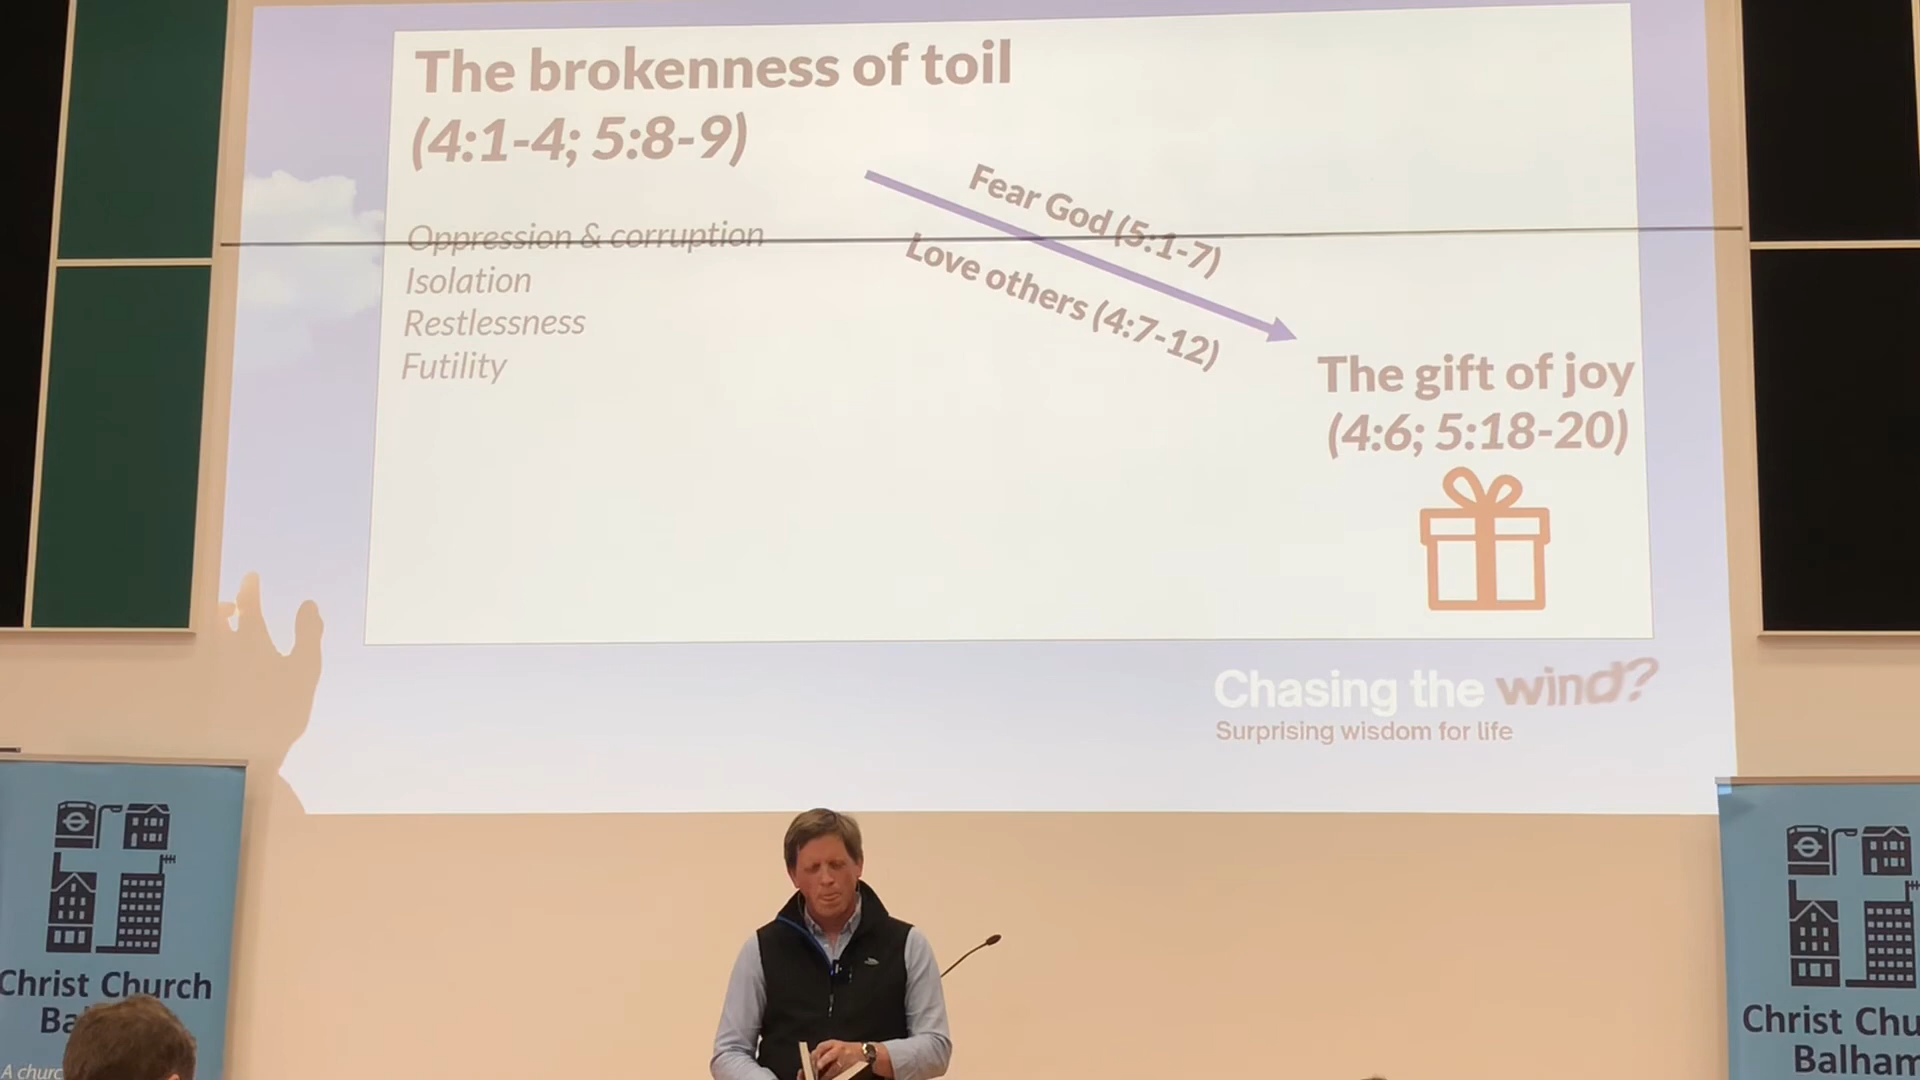 The brokenness of toil
(4:1-4; 5:8-9)
Oppression & corruption
Isolation
Restlessness
Futility
Fear God (5:1-7)
Love others (4:7-12)
The gift of joy
(4:6; 5:18-20)
Chasing the wind?
Surprising wisdom for life
Christ Church
Ba
A churc
Christ Chu
Balham